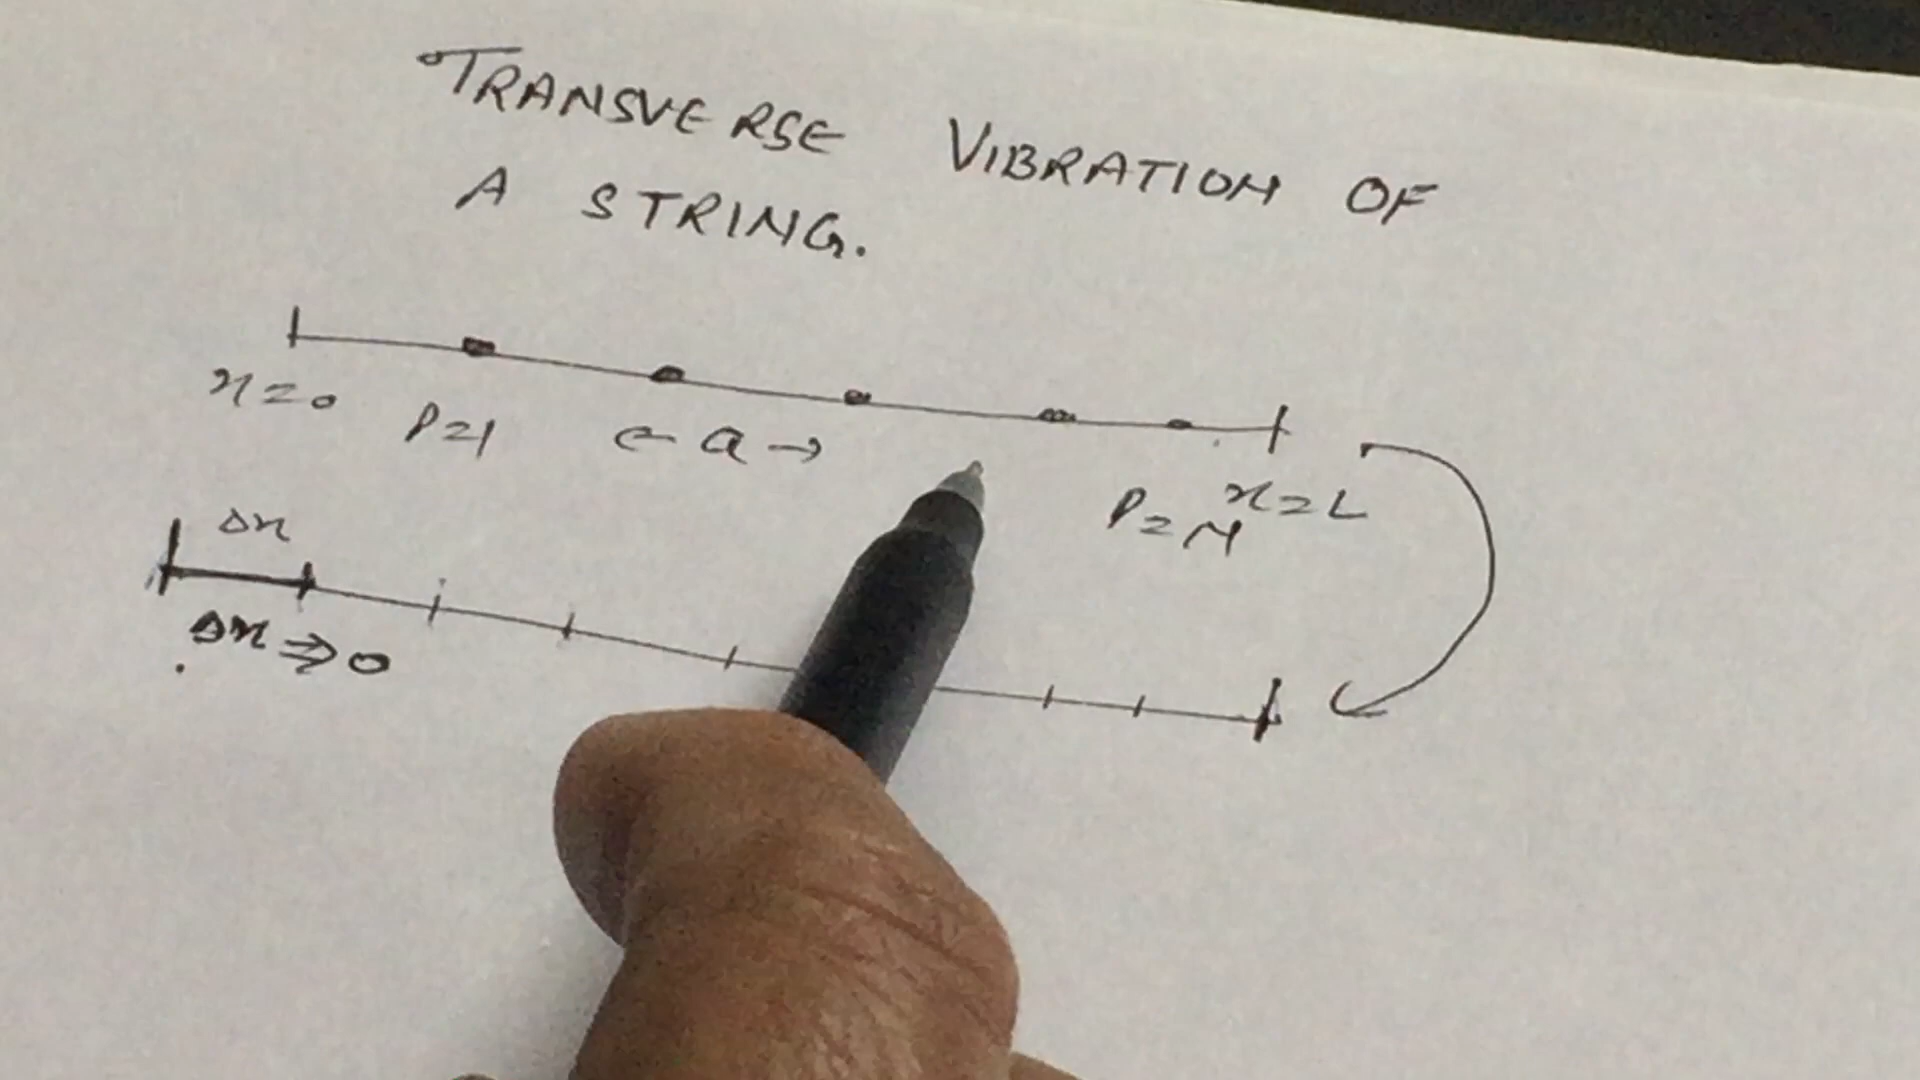 TRANSVERSE VIBRATION OF
A STRING.
x=0 P=1 ← a → P=N x=L
Δx
Δx ⇒ 0